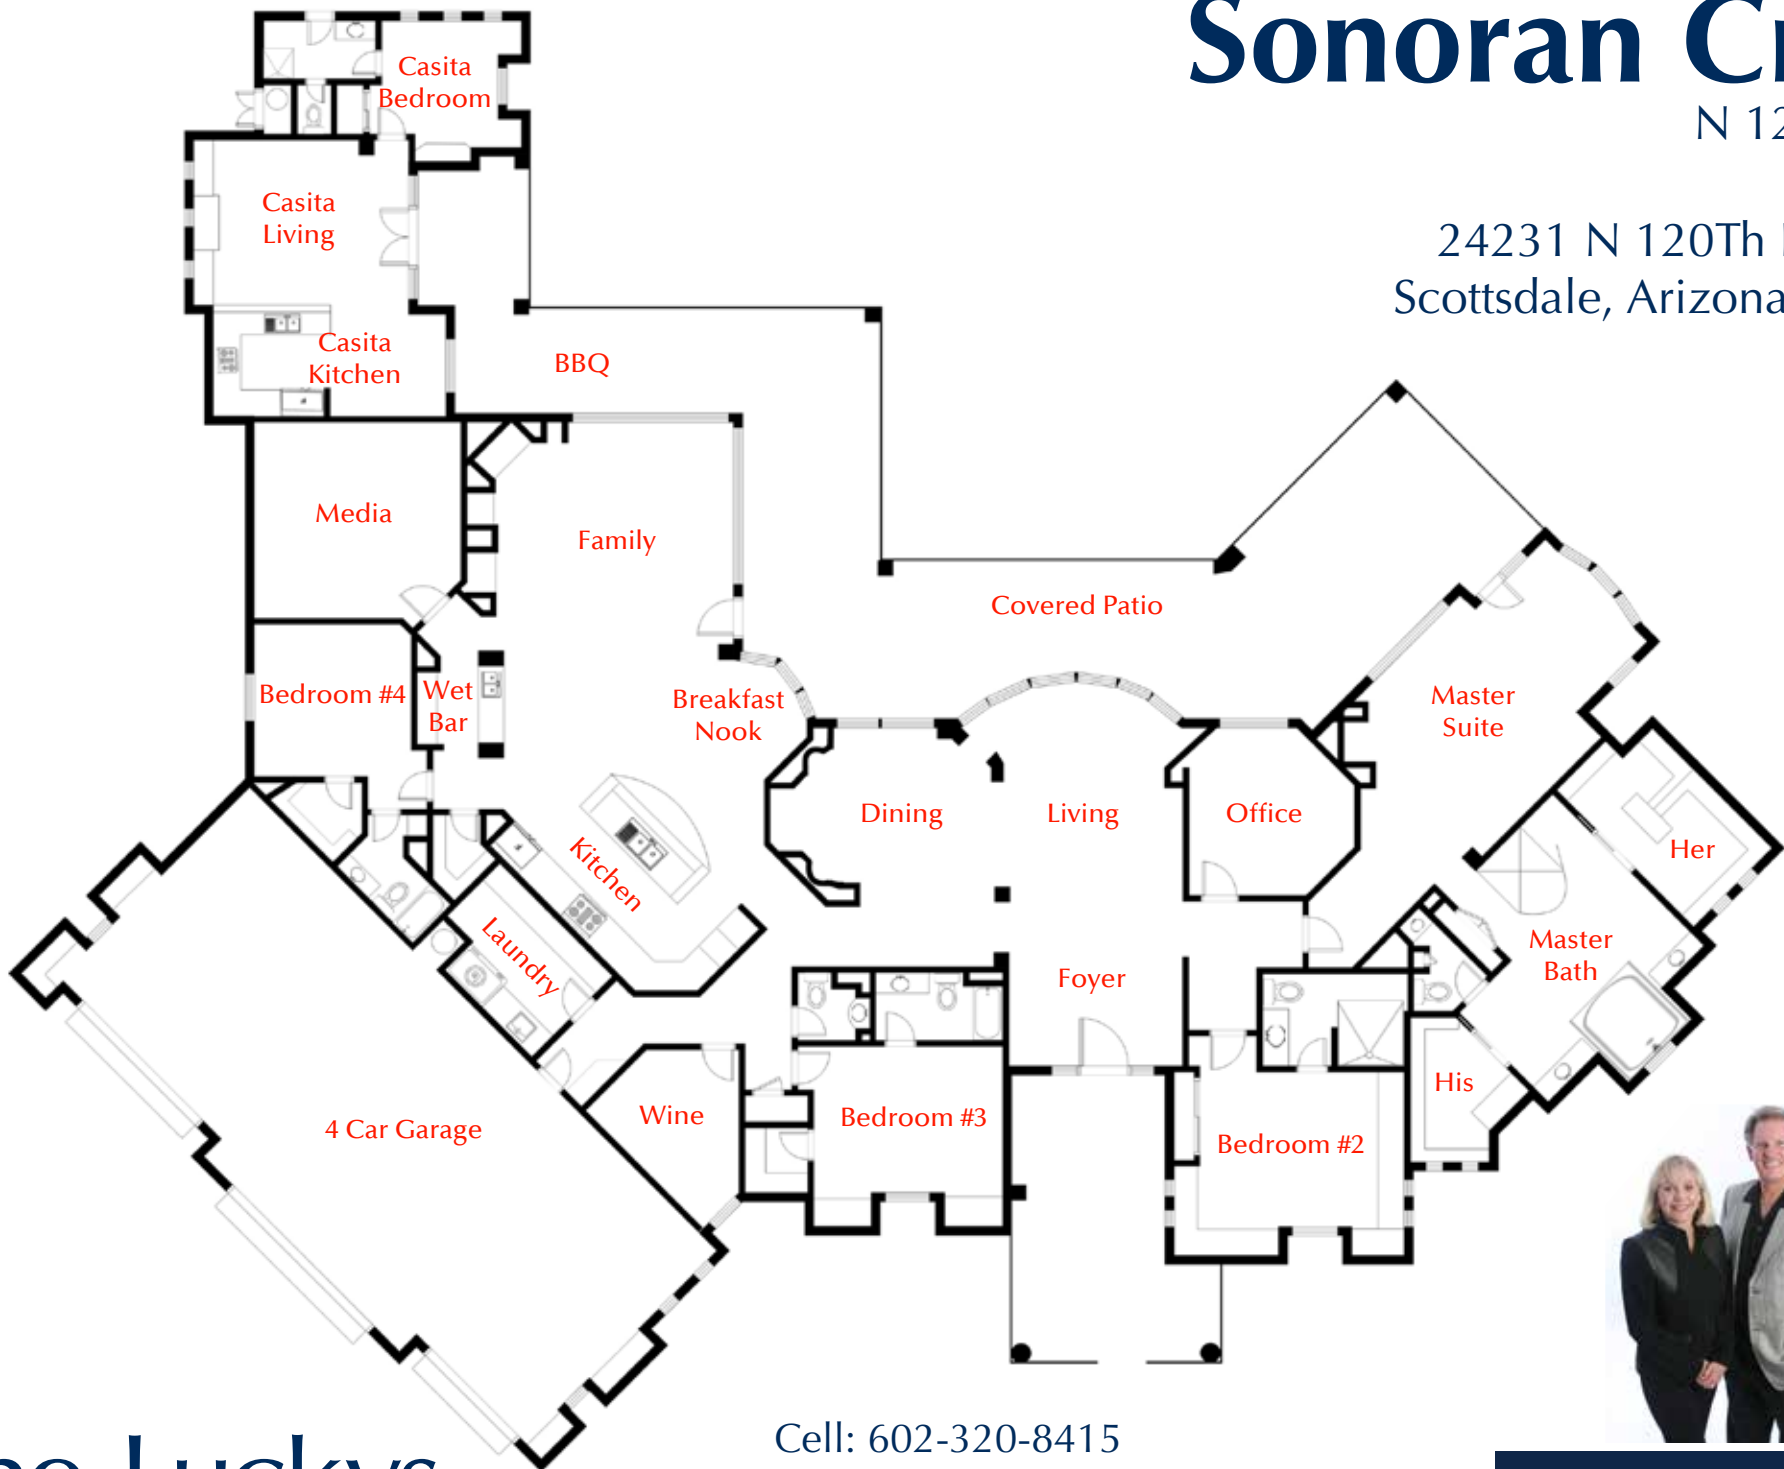 Sonoran
N 12
24231 N 120Th
Scottsdale, Arizona
Casita
Bedroom
Casita
Living
Casita
Kitchen
BBQ
Media
Family
Covered Patio
Bedroom #4
Wet
Bar
Breakfast
Nook
Master
Suite
Dining
Living
Office
Her
Kitchen
Laundry
Master
Bath
Foyer
His
4 Car Garage
Wine
Bedroom #3
Bedroom #2
Cell: 602-320-8415
Luckys